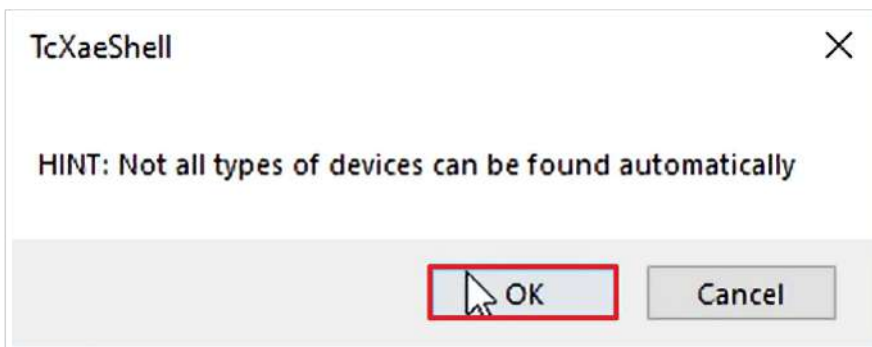 TcXaeShell
HINT: Not all types of devices can be found automatically
OK
Cancel